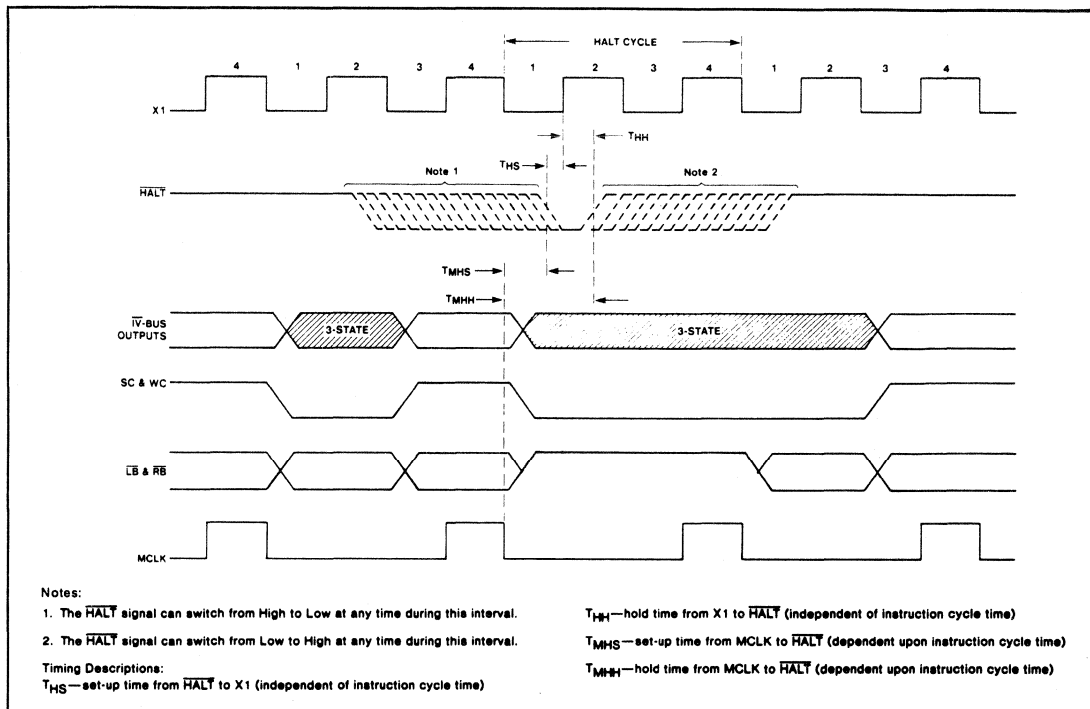 HALT CYCLE
4 1 2 3 4 1 2 3 4 1 2 3 4
X1
THH
THS
Note 1 Note 2
HALT
TMHS
TMHH
IV-BUS
OUTPUTS
3-STATE 3-STATE
SC & WC
LB & RB
MCLK
Notes:
1. The HALT signal can switch from High to Low at any time during this interval.
2. The HALT signal can switch from Low to High at any time during this interval.
Timing Descriptions:
THS—set-up time from HALT to X1 (independent of instruction cycle time)
THH—hold time from X1 to HALT (independent of instruction cycle time)
TMHS—set-up time from MCLK to HALT (dependent upon instruction cycle time)
TMHH—hold time from MCLK to HALT (dependent upon instruction cycle time)